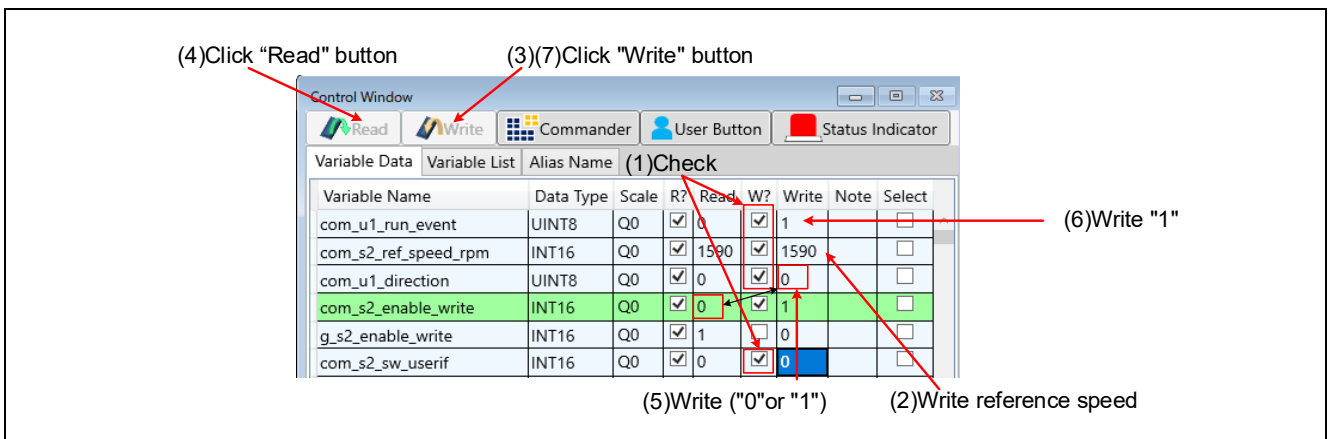 (4)Click “Read" button (3)(7)Click "Write" button
Control Window
Read Write Commander User Button Status Indicator
Variable Data Variable List Alias Name (1)Check
Variable Name Data Type Scale R? Read W? Write Note Select
com_u1_run_event UINT8 Q0 0 1 (6)Write "1"
com_s2_ref_speed_rpm INT16 Q0 1590 1590
com_u1_direction UINT8 Q0 0 0
com_s2_enable_write INT16 Q0 0 1
g_s2_enable_write INT16 Q0 1 0
com_s2_sw_userif INT16 Q0 0 0
(5)Write ("0"or "1") (2)Write reference speed